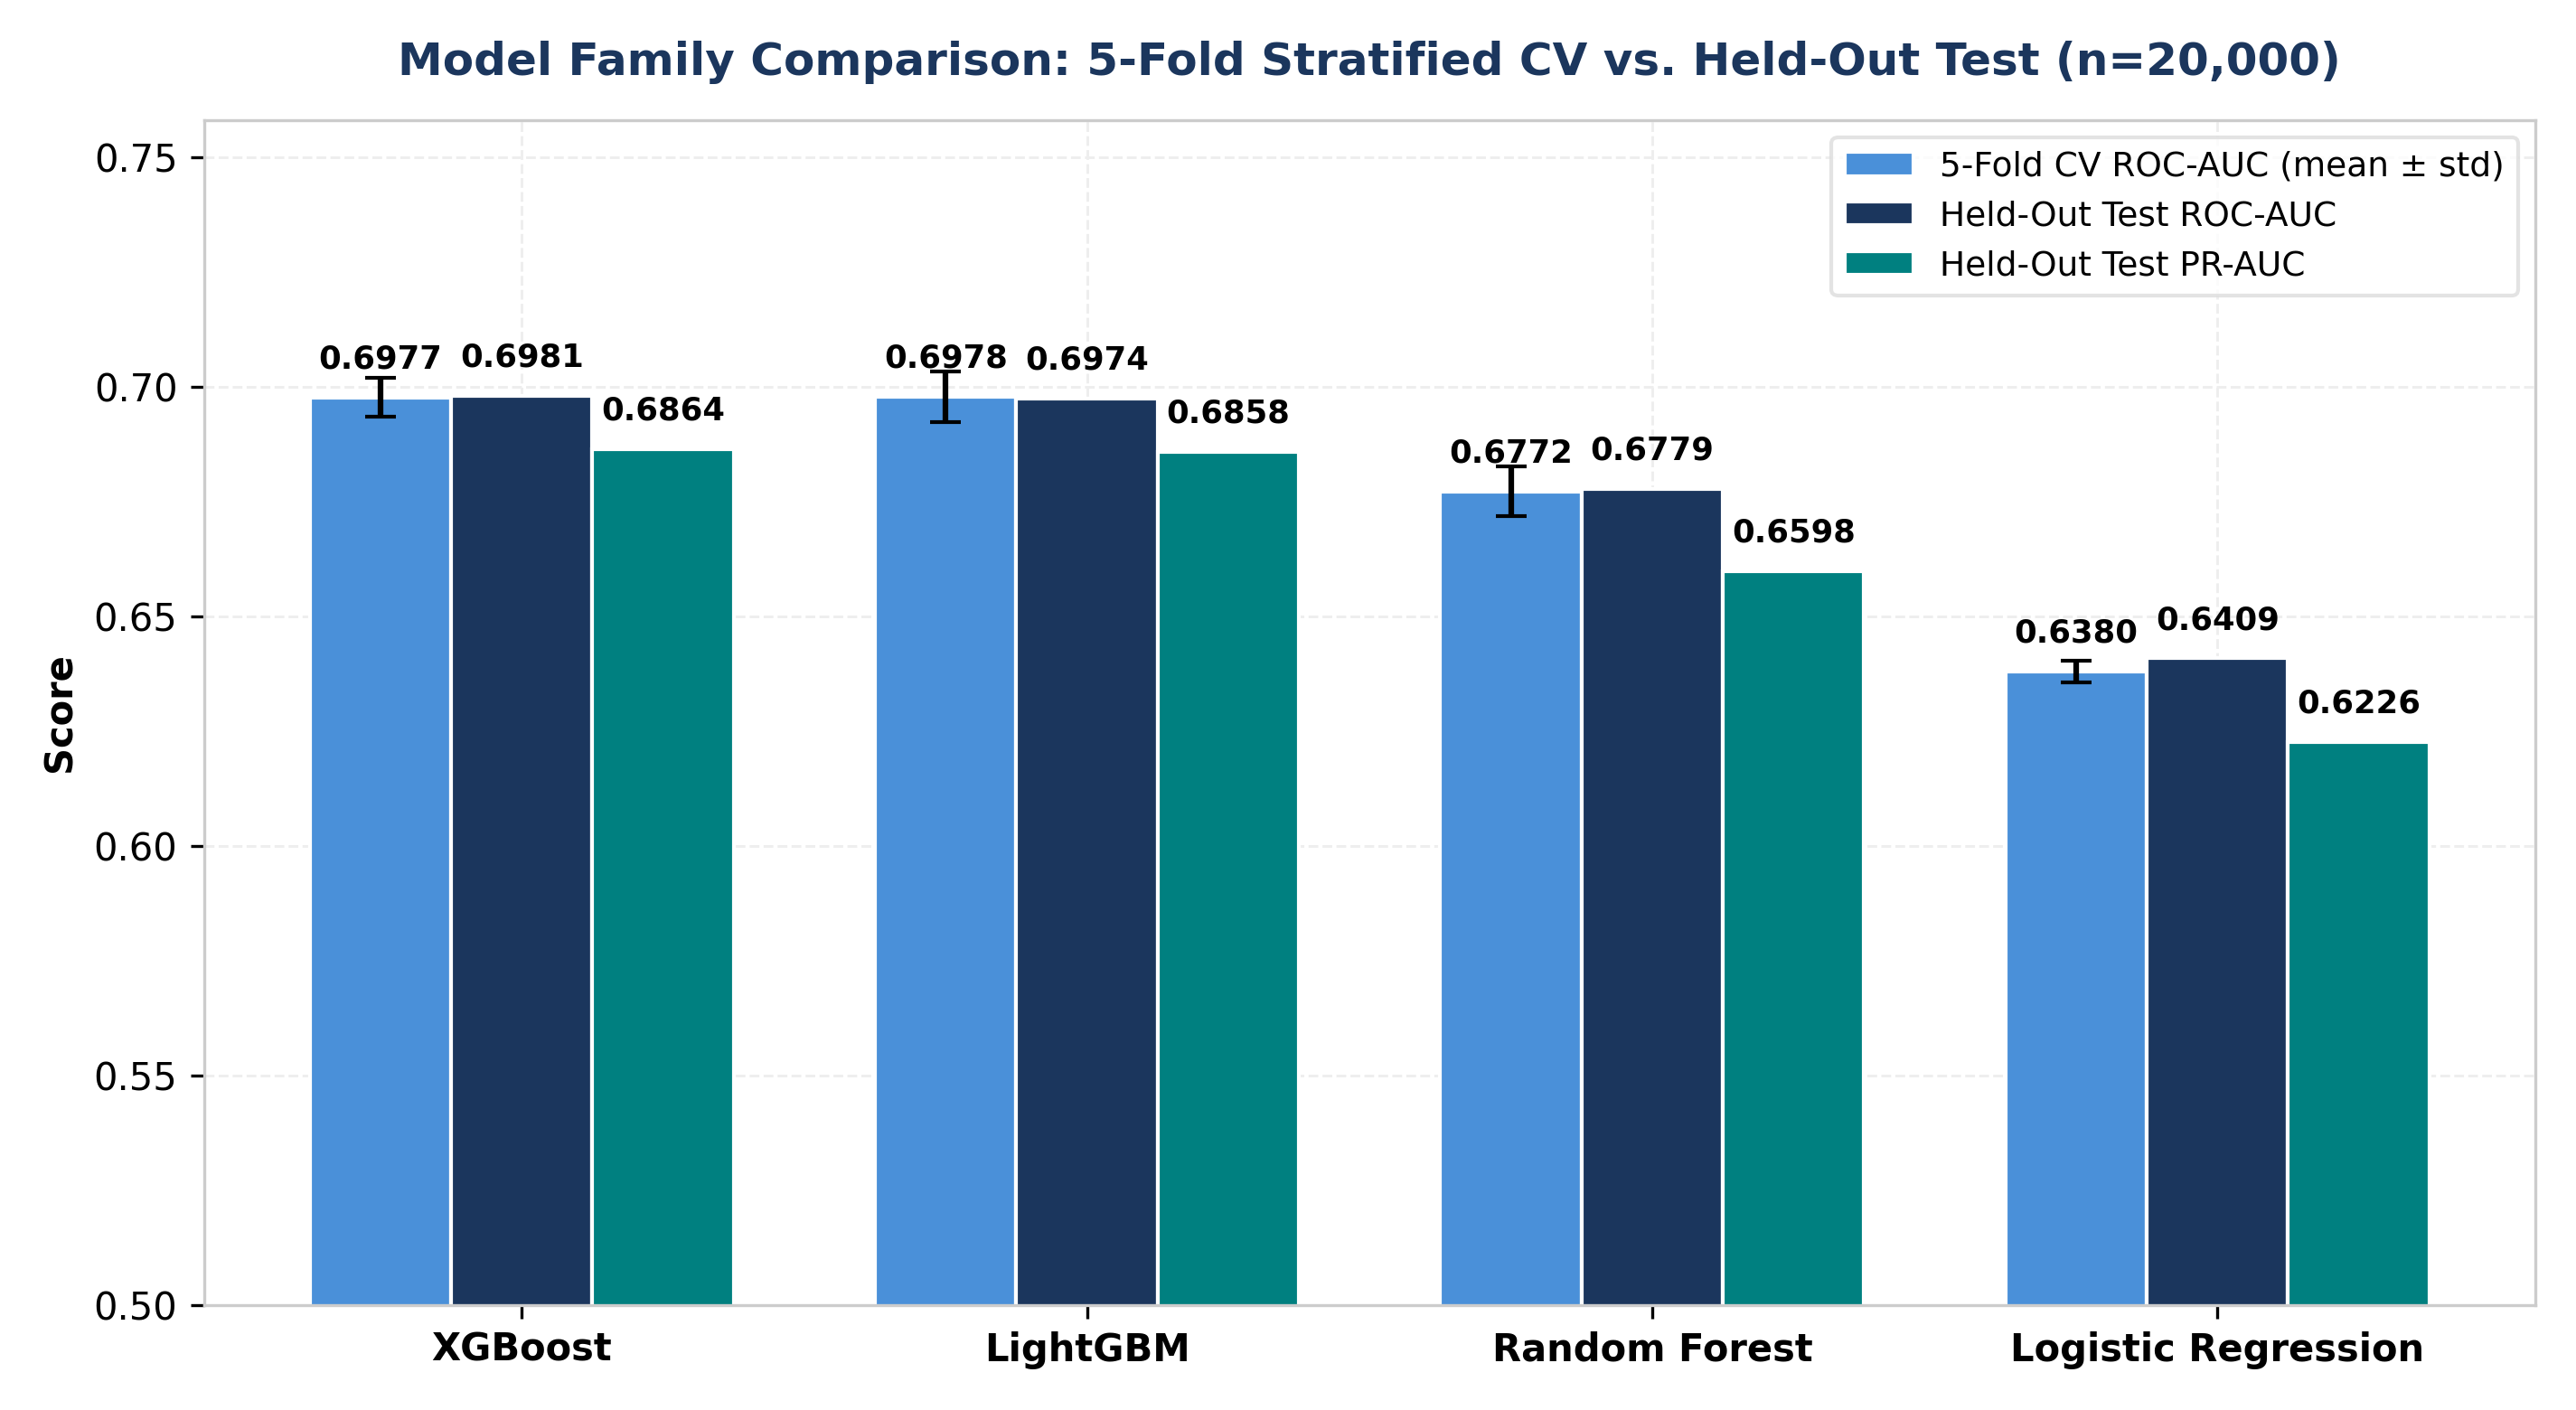 Model Family Comparison: 5-Fold Stratified CV vs. Held-Out Test (n=20,000)
5-Fold CV ROC-AUC (mean ± std)
Held-Out Test ROC-AUC
Held-Out Test PR-AUC
Score
0.75
0.70
0.65
0.60
0.55
0.50
0.6977 0.6981 0.6864
0.6978 0.6974 0.6858
0.6772 0.6779 0.6598
0.6380 0.6409 0.6226
XGBoost LightGBM Random Forest Logistic Regression